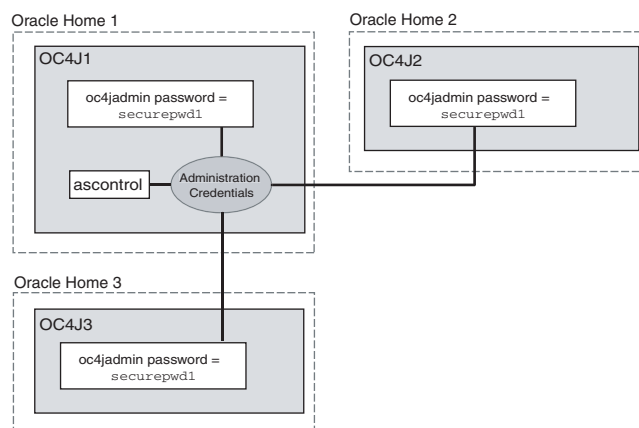 Oracle Home 1
OC4J1
oc4jadmin password =
securepwd1
ascontrol
Administration
Credentials
Oracle Home 2
OC4J2
oc4jadmin password =
securepwd1
Oracle Home 3
OC4J3
oc4jadmin password =
securepwd1